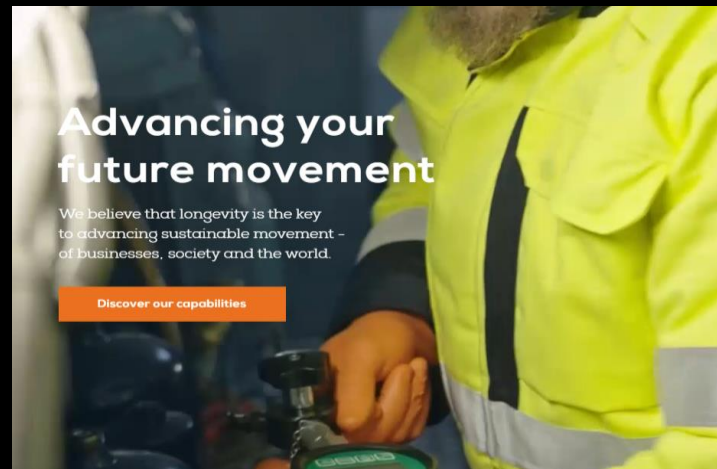 Advancing your
future movement
We believe that longevity is the key
to advancing sustainable movement –
of businesses, society and the world.
Discover our capabilities